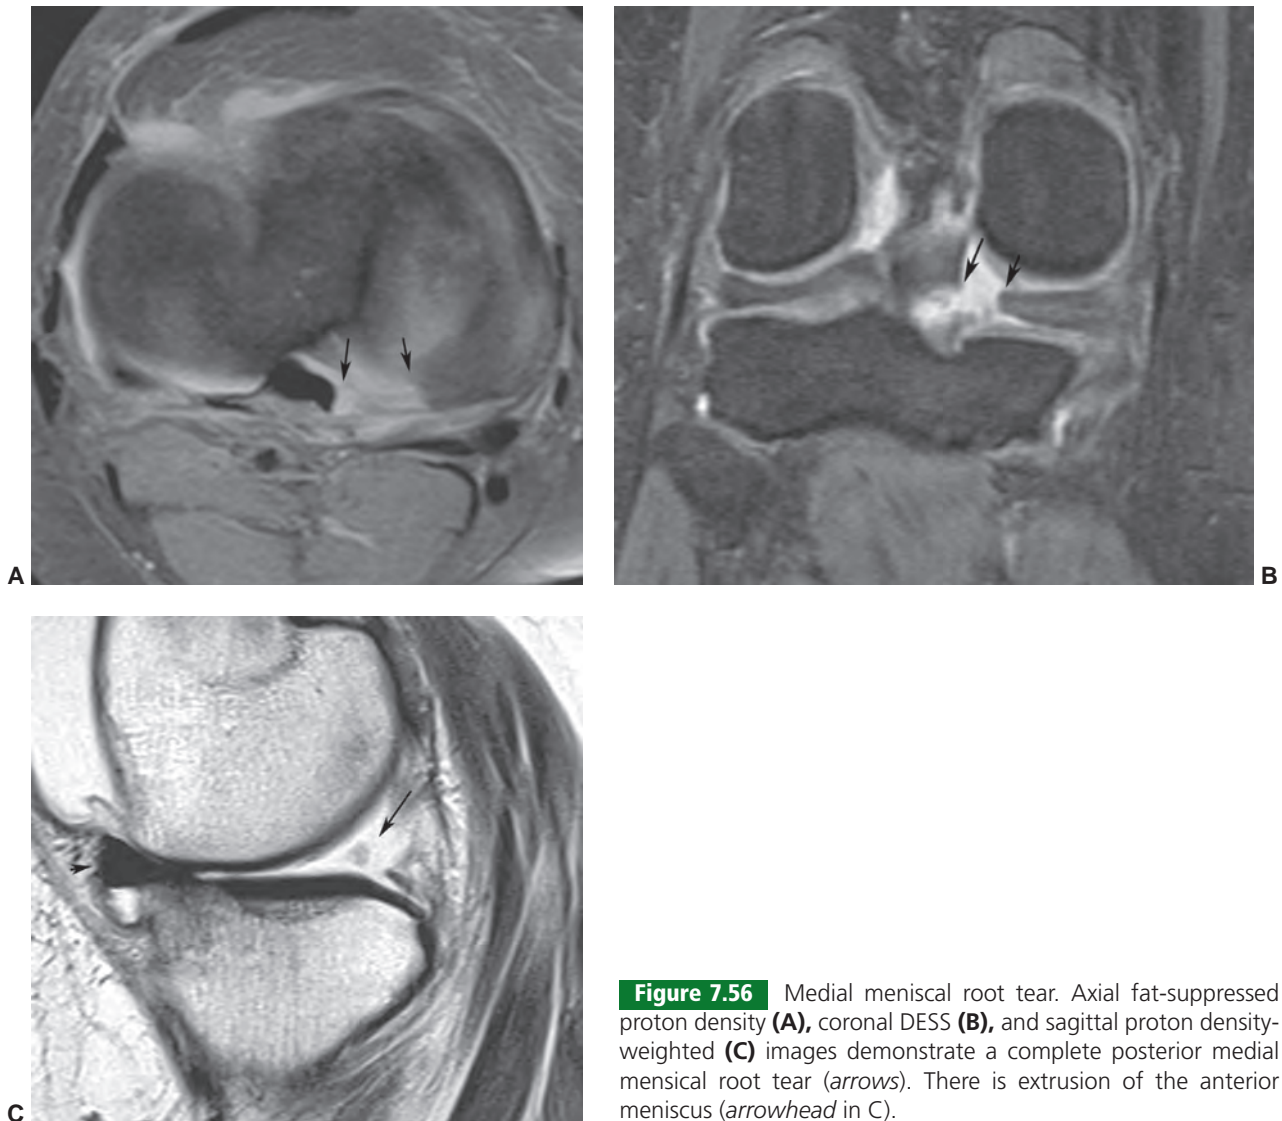 A
B
C
Figure 7.56 Medial meniscal root tear. Axial fat-suppressed
proton density (A), coronal DESS (B), and sagittal proton density-
weighted (C) images demonstrate a complete posterior medial
mensical root tear (arrows). There is extrusion of the anterior
meniscus (arrowhead in C).